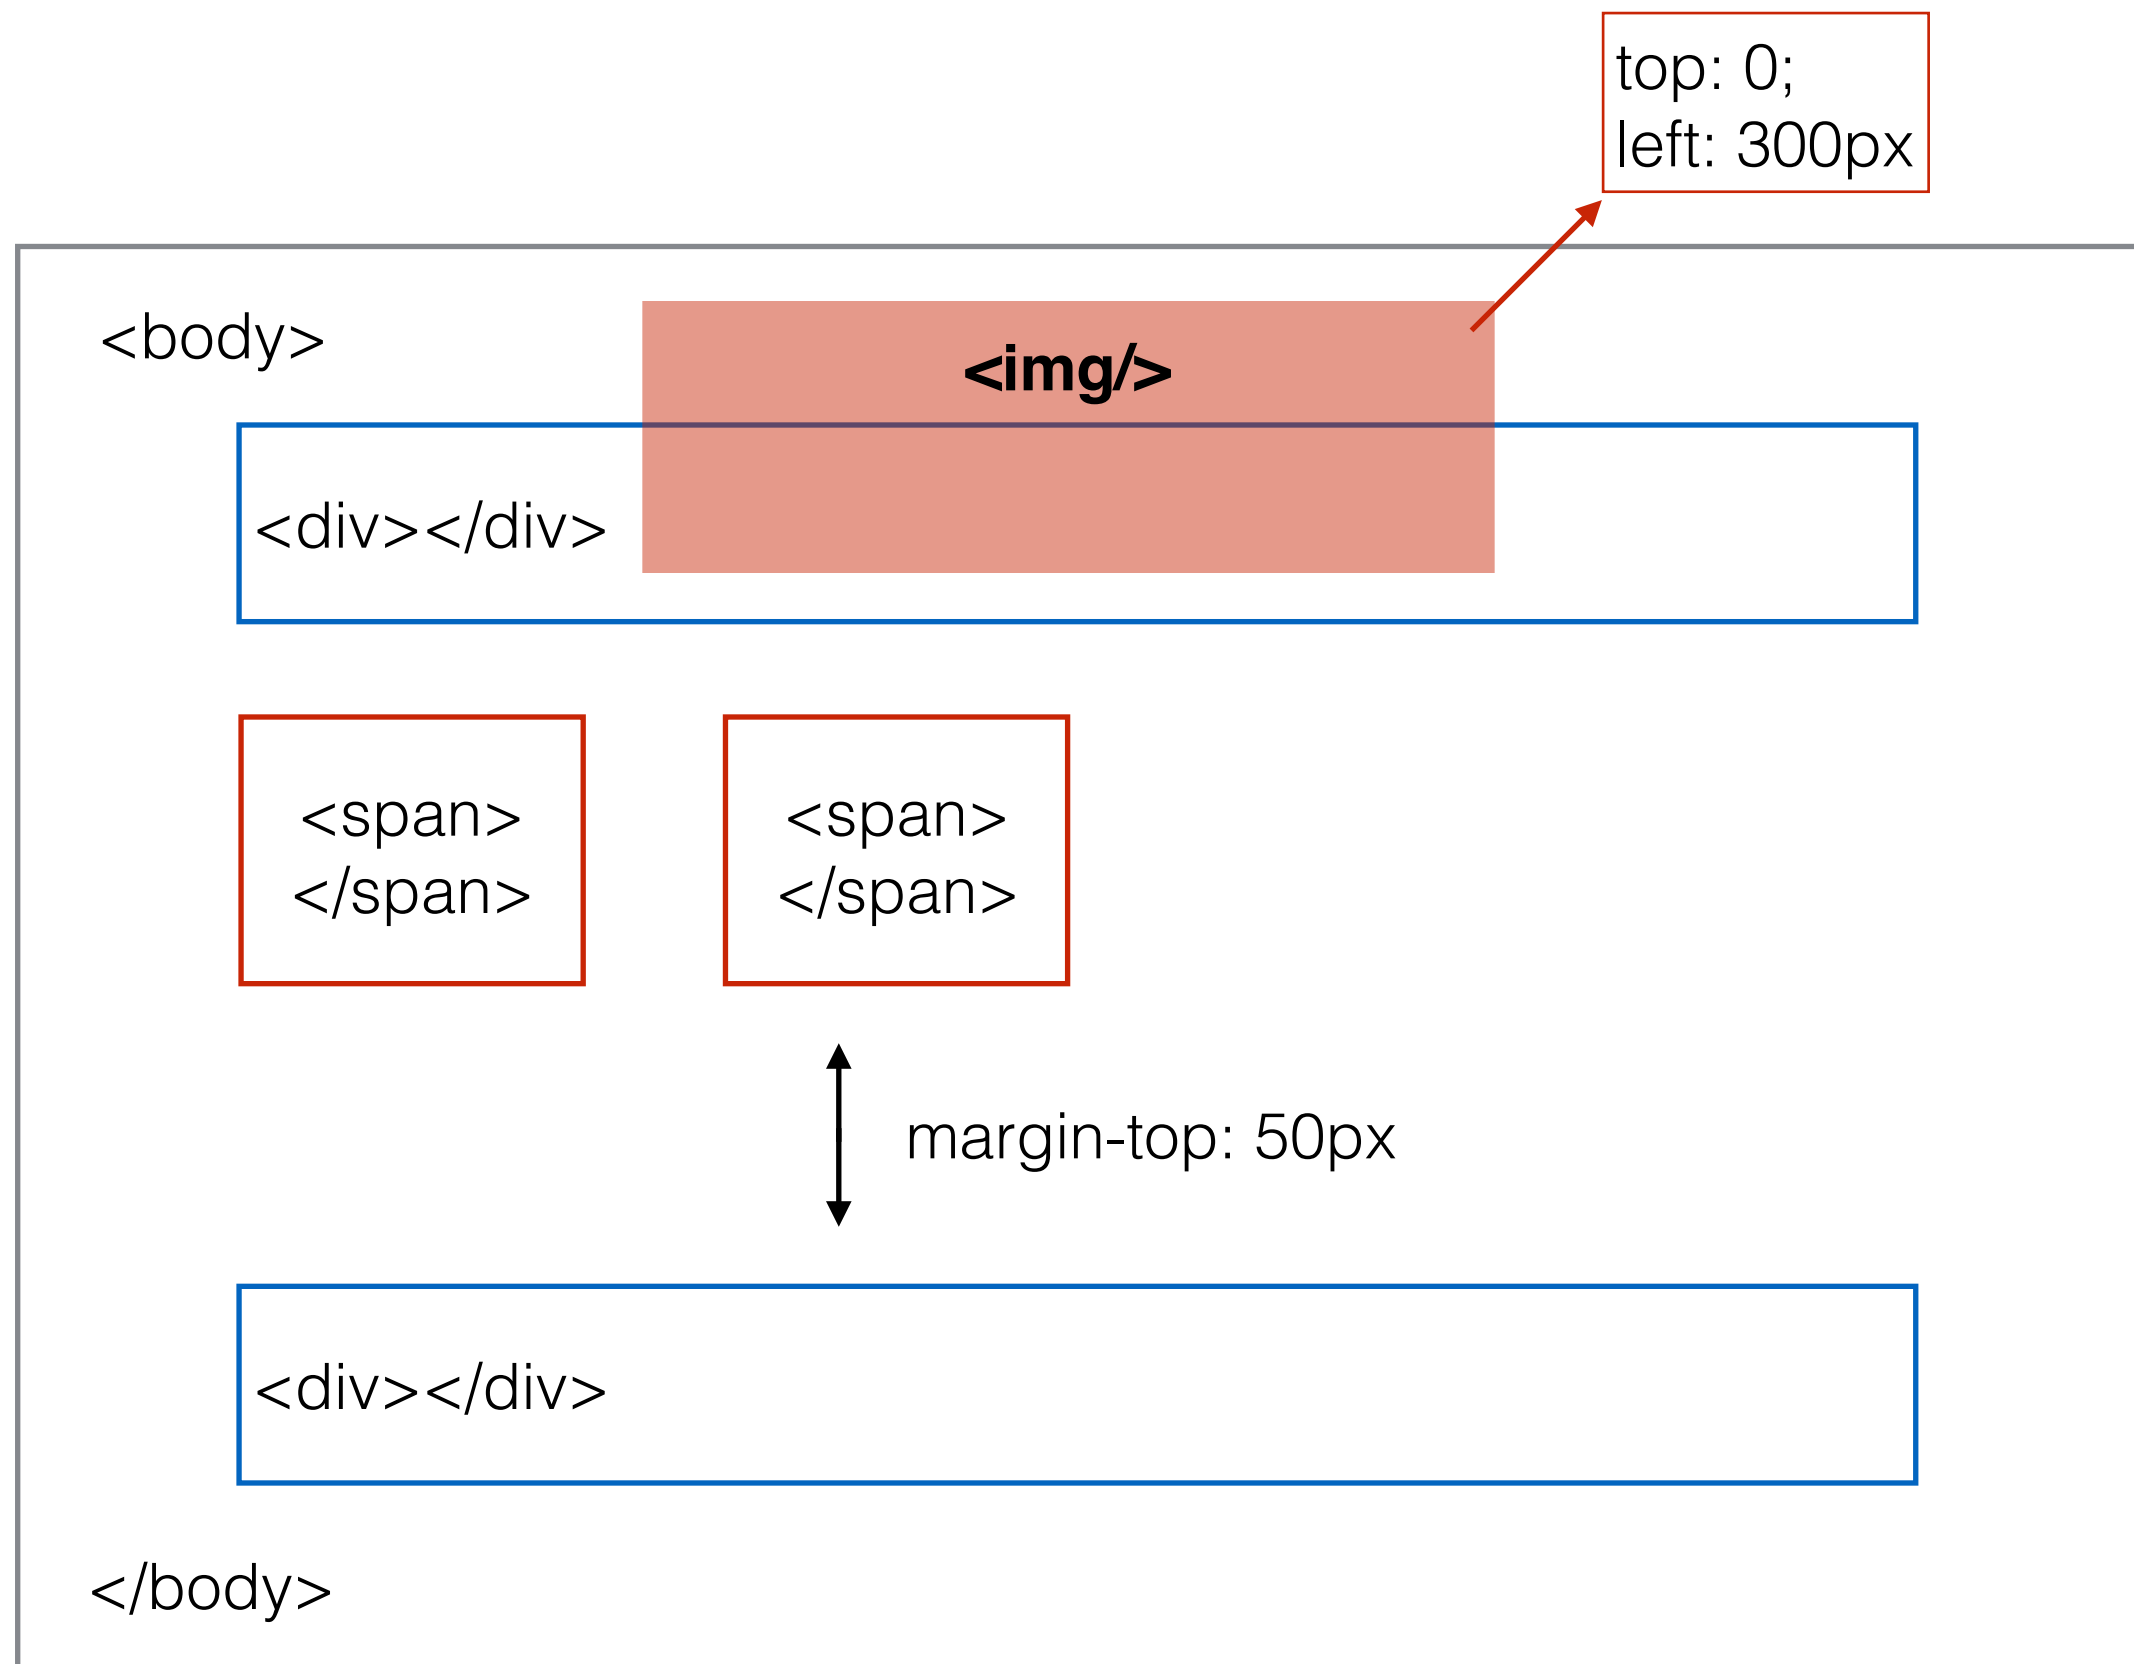 top: 0;
left: 300px
<body>
<img/>
<div></div>
<span>
</span>
<span>
</span>
margin-top: 50px
<div></div>
</body>